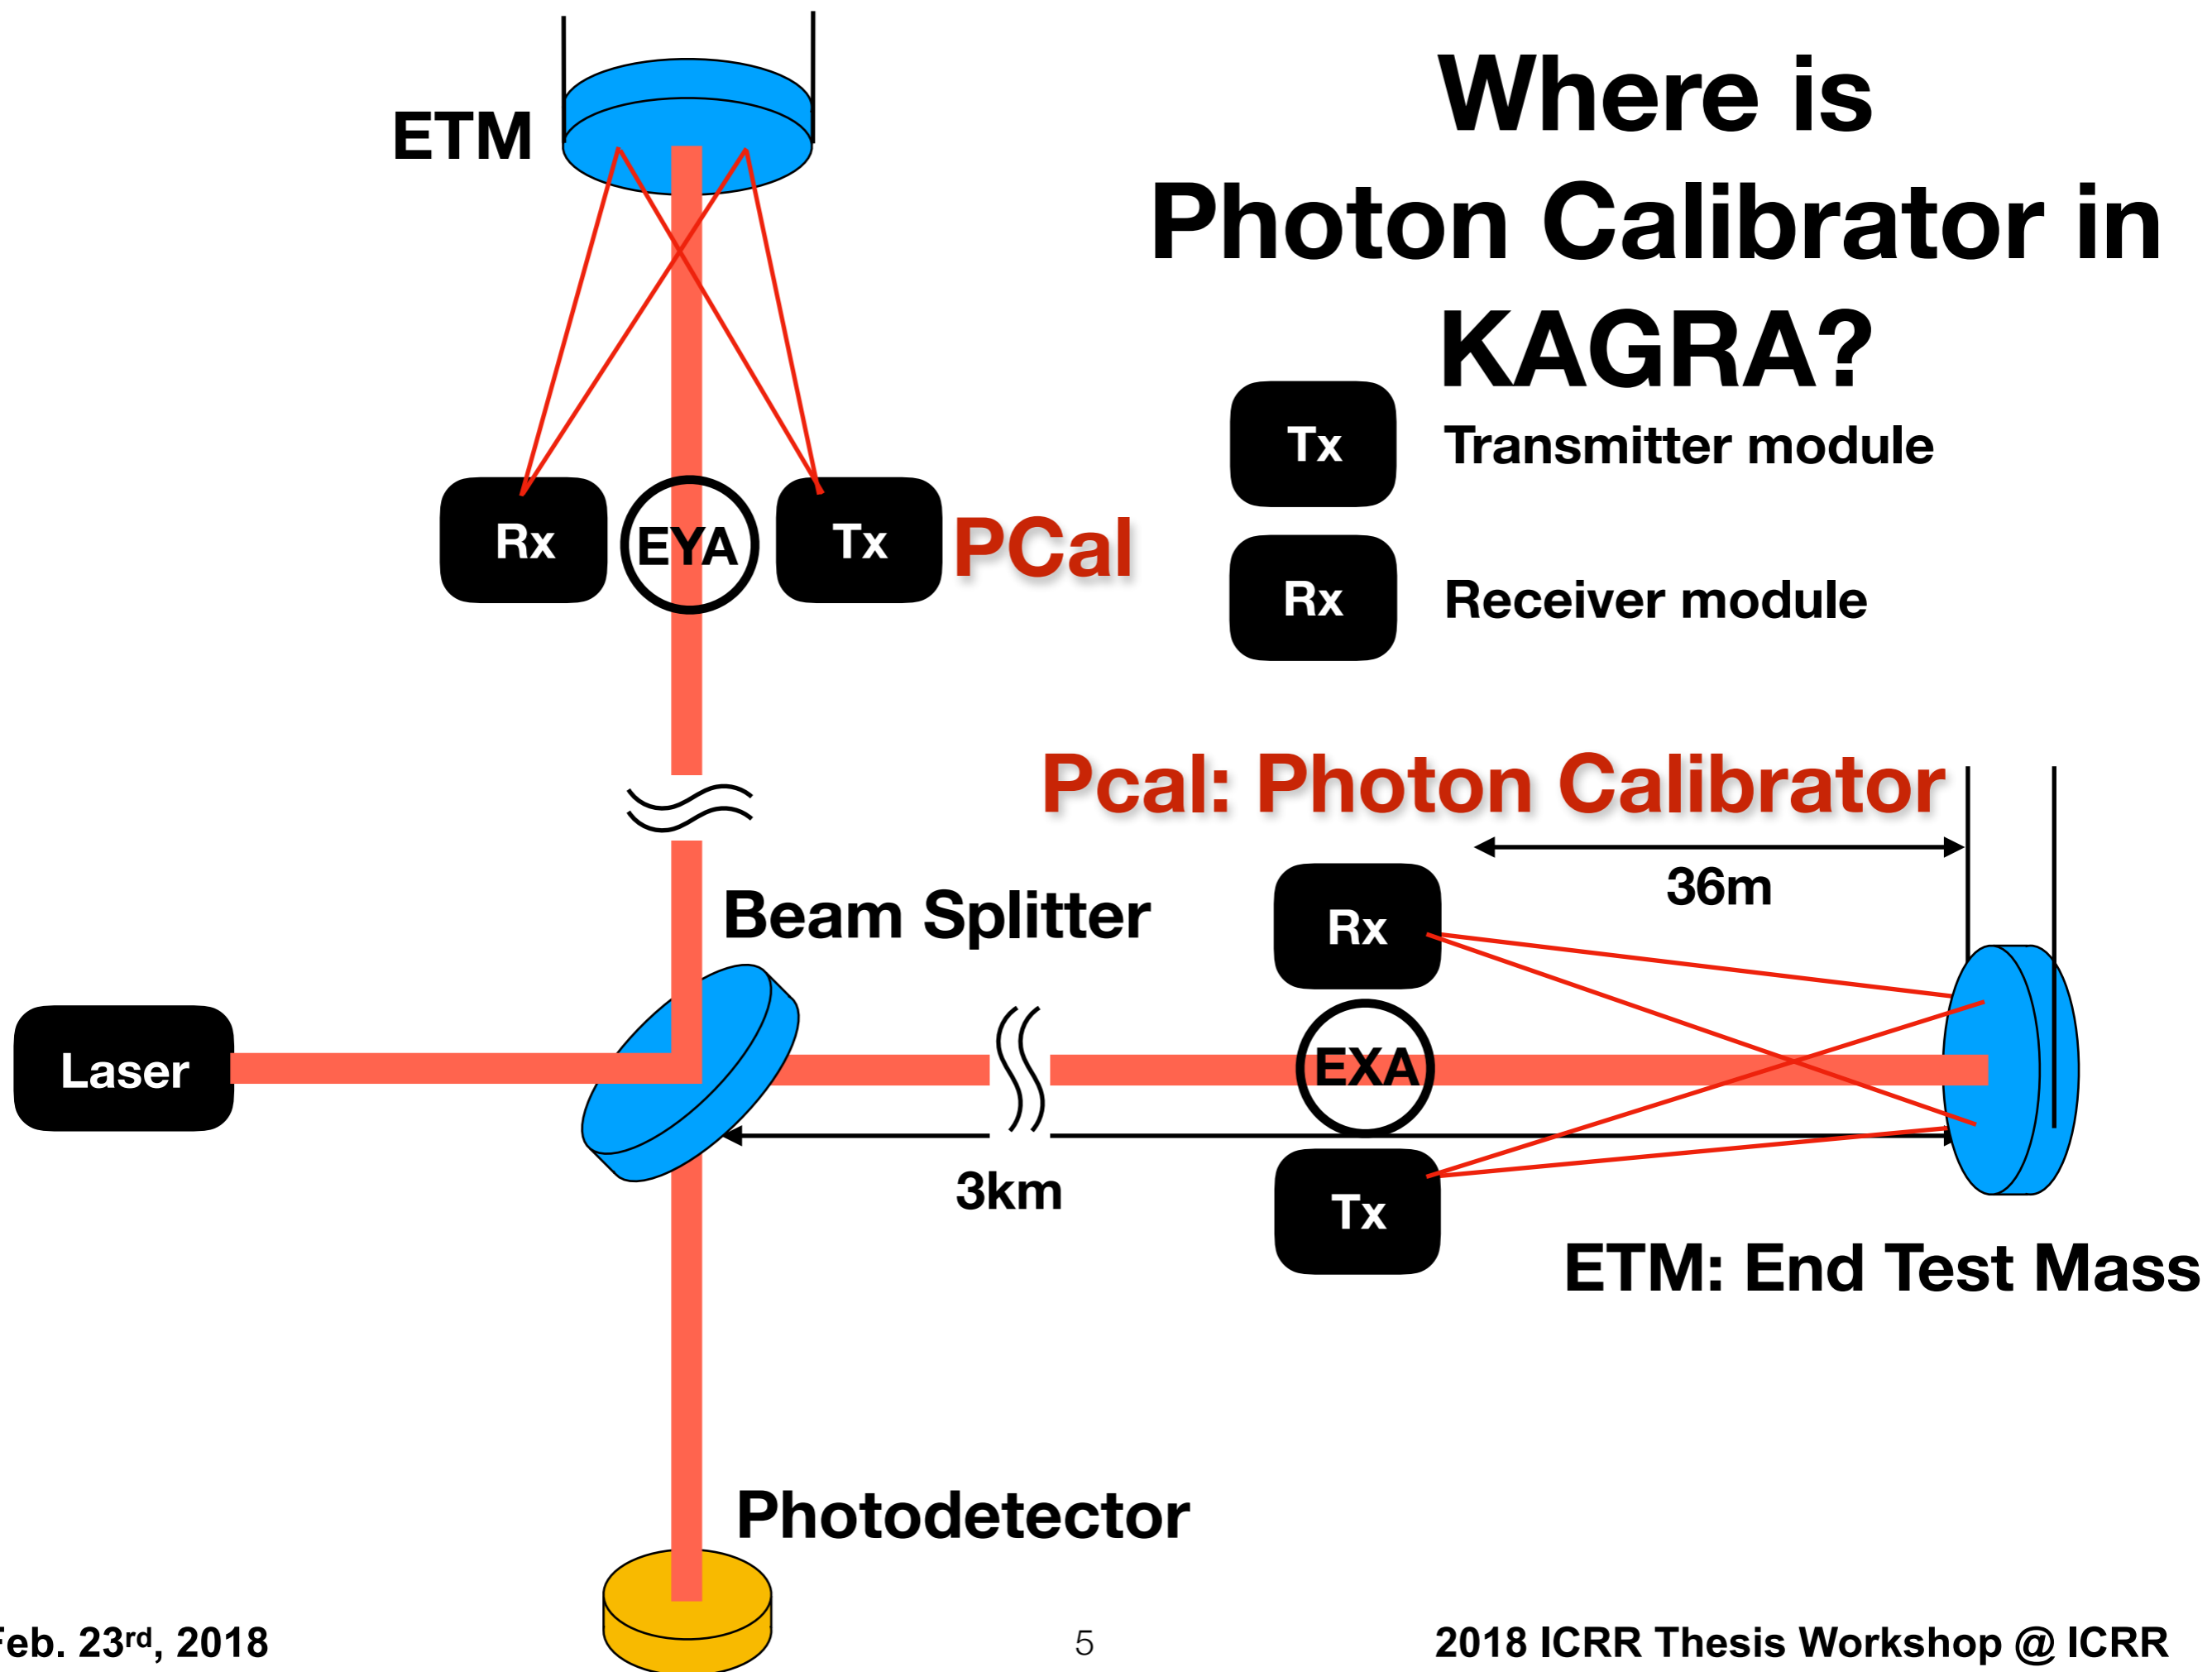 Where is
Photon Calibrator in
KAGRA?
ETM
Tx
Transmitter module
Rx
EYA
Tx
PCal
Rx
Receiver module
Pcal: Photon Calibrator
36m
Beam Splitter
Rx
Laser
EXA
3km
Tx
ETM: End Test Mass
Photodetector
Feb. 23rd, 2018
5
2018 ICRR Thesis Workshop @ ICRR